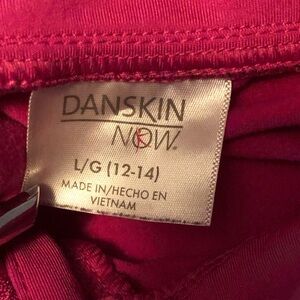 DANSKIN
NOW.
L/G (12-14)
MADE IN/HECHO EN
VIETNAM